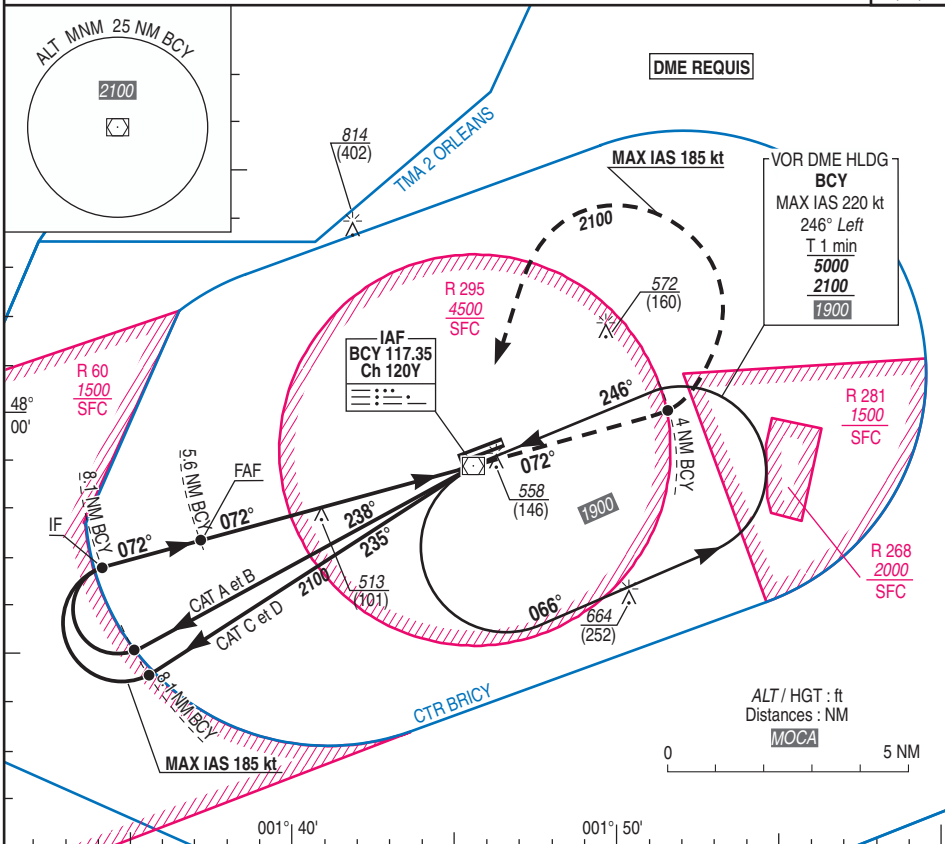 ALT MNM 25 NM BCY
2100
DME REQUIS
814
(402)
TMA 2 ORLEANS
MAX IAS 185 kt
2100
VOR DME HLDG
BCY
MAX IAS 220 kt
246° Left
T 1 min
5000
2100
1900
R 295
4500
SFC
572
(160)
IAF
BCY 117.35
Ch 120Y
R 60
1500
SFC
48°
00'
246°
R 281
1500
SFC
072°
4 NM BCY
558
(146)
1900
8.1 NM BCY
5.6 NM BCY
FAF
IF
072°
072°
238°
235°
2100
513
(101)
CAT A et B
CAT C et D
R 268
2000
SFC
066°
664
(252)
8.1 NM BCY
CTR BRICY
MAX IAS 185 kt
ALT / HGT : ft
Distances : NM
MOCA
0
5 NM
001° 40'
001° 50'